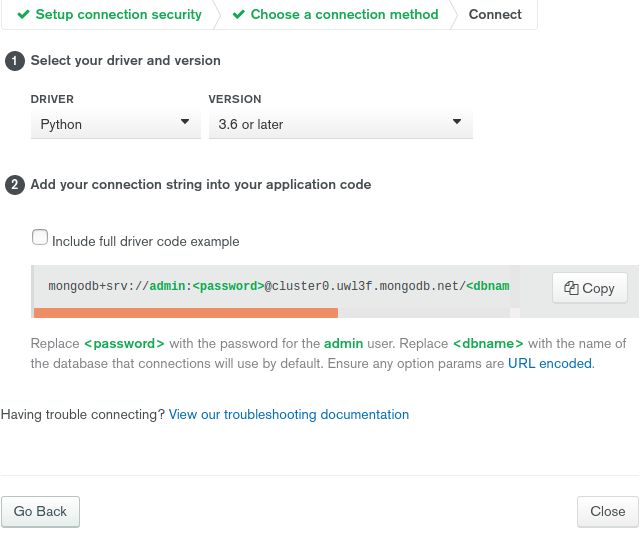 Setup connection security
Choose a connection method
Connect
1 Select your driver and version
DRIVER
VERSION
Python
3.6 or later
2 Add your connection string into your application code
Include full driver code example
mongodb+srv://admin:<password>@cluster0.uwl3f.mongodb.net/<dbnam
Copy
Replace <password> with the password for the admin user. Replace <dbname> with the name of
the database that connections will use by default. Ensure any option params are URL encoded.
Having trouble connecting? View our troubleshooting documentation
Go Back
Close